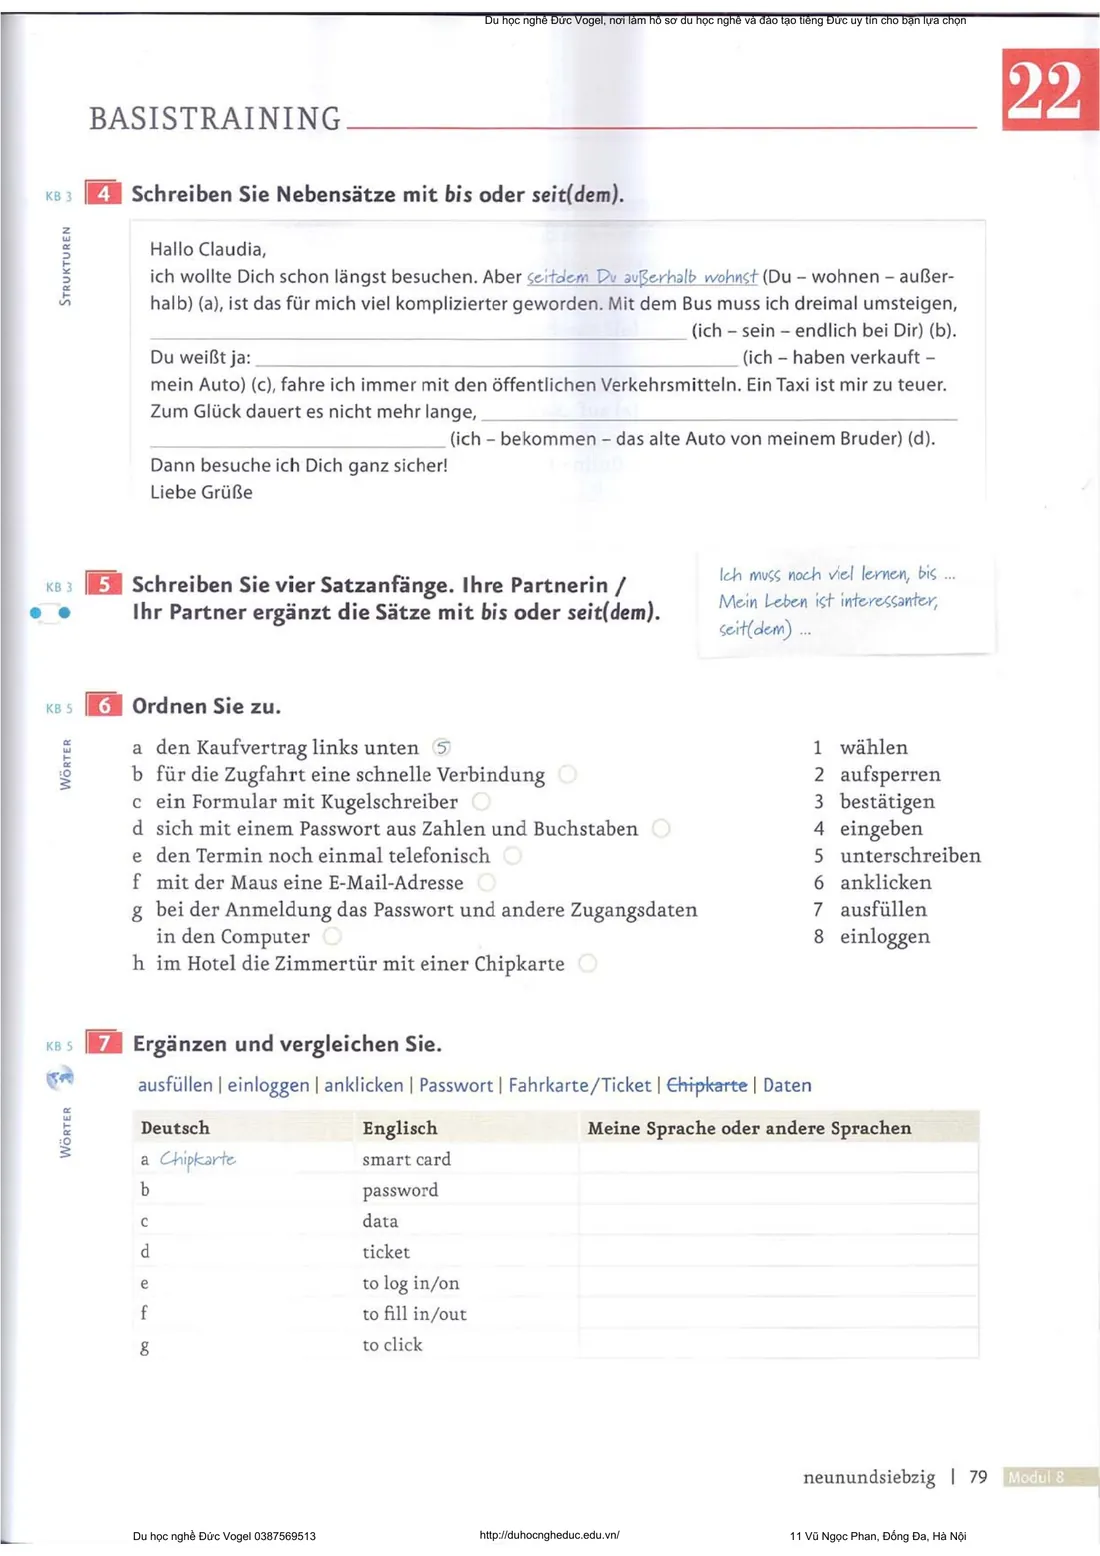 Du học nghề Đức Vogel, nơi làm hồ sơ du học nghề và đào tạo tiếng Đức uy tín cho bạn lựa chọn
22
BASISTRAINING
KB 3 4 Schreiben Sie Nebensätze mit bis oder seit(dem).
STRUKTUREN
Hallo Claudia,
ich wollte Dich schon längst besuchen. Aber seitdem Du außerhalb wohnst (Du – wohnen – außer-
halb) (a), ist das für mich viel komplizierter geworden. Mit dem Bus muss ich dreimal umsteigen,
(ich – sein – endlich bei Dir) (b).
Du weißt ja: (ich – haben verkauft –
mein Auto) (c), fahre ich immer mit den öffentlichen Verkehrsmitteln. Ein Taxi ist mir zu teuer.
Zum Glück dauert es nicht mehr lange,
(ich – bekommen – das alte Auto von meinem Bruder) (d).
Dann besuche ich Dich ganz sicher!
Liebe Grüße
KB 3 5 Schreiben Sie vier Satzanfänge. Ihre Partnerin /
Ihr Partner ergänzt die Sätze mit bis oder seit(dem).
Ich muss noch viel lernen, bis ...
Mein Leben ist interessanter,
seit(dem) ...
KB 5 6 Ordnen Sie zu.
WÖRTER
a den Kaufvertrag links unten 5
b für die Zugfahrt eine schnelle Verbindung
c ein Formular mit Kugelschreiber
d sich mit einem Passwort aus Zahlen und Buchstaben
e den Termin noch einmal telefonisch
f mit der Maus eine E-Mail-Adresse
g bei der Anmeldung das Passwort und andere Zugangsdaten
in den Computer
h im Hotel die Zimmertür mit einer Chipkarte
1 wählen
2 aufsperren
3 bestätigen
4 eingeben
5 unterschreiben
6 anklicken
7 ausfüllen
8 einloggen
KB 5 7 Ergänzen und vergleichen Sie.
WÖRTER
ausfüllen | einloggen | anklicken | Passwort | Fahrkarte/Ticket | Chipkarte | Daten
Deutsch Englisch Meine Sprache oder andere Sprachen
a Chipkarte smart card
b password
c data
d ticket
e to log in/on
f to fill in/out
g to click
neunundsiebzig | 79 Modul 8
Du học nghề Đức Vogel 0387569513 http://duhocngheduc.edu.vn/ 11 Vũ Ngọc Phan, Đống Đa, Hà Nội